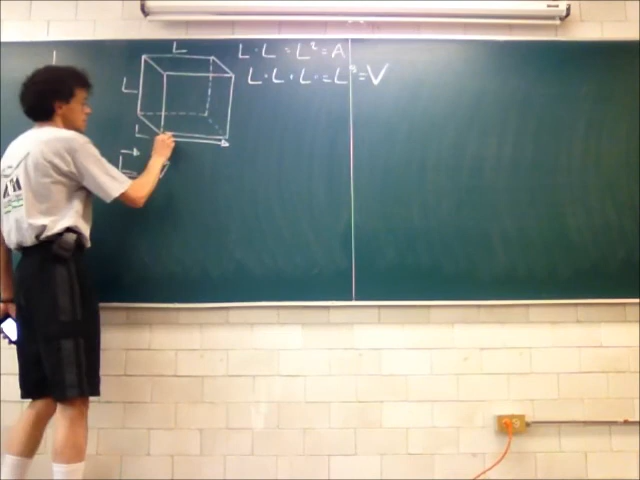 L
L · L = L² = A
L · L · L · = L³ = V
L
L